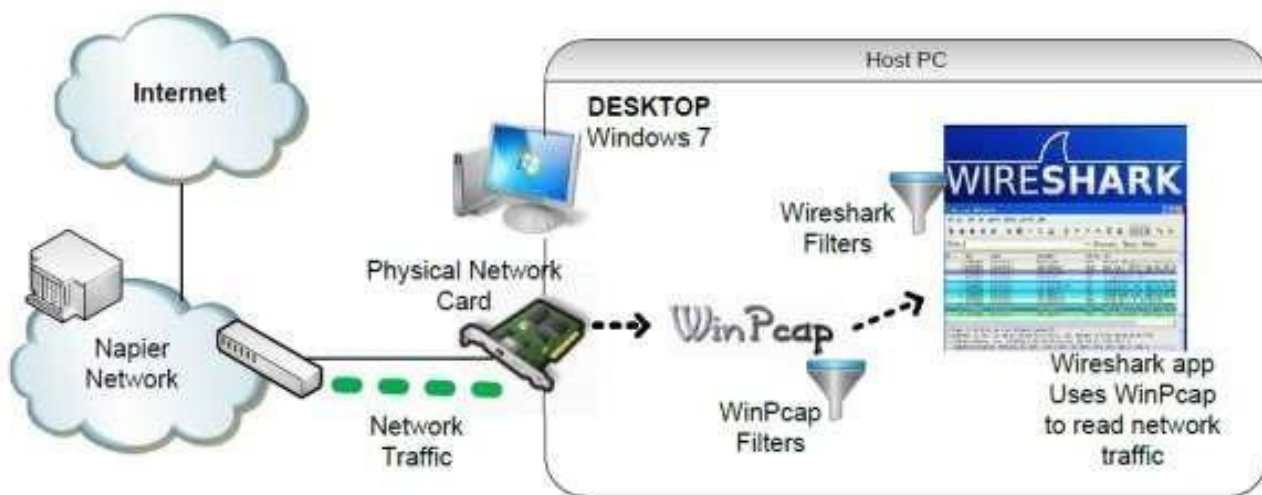 Internet
Host PC
DESKTOP
Windows 7
WIRESHARK
Wireshark
Filters
Physical Network
Card
WinPcap
Napier
Network
Network
Traffic
WinPcap
Filters
Wireshark app
Uses WinPcap
to read network
traffic